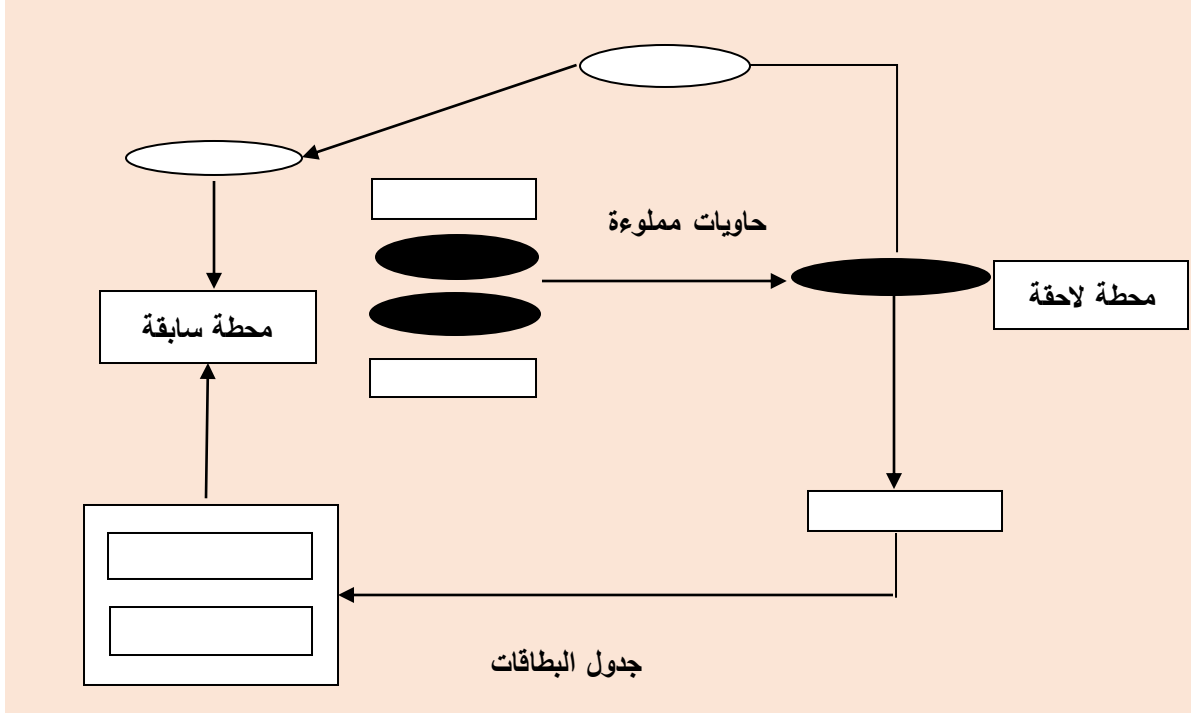 حاويات مملوءة
محطة لاحقة
محطة سابقة
جدول البطاقات